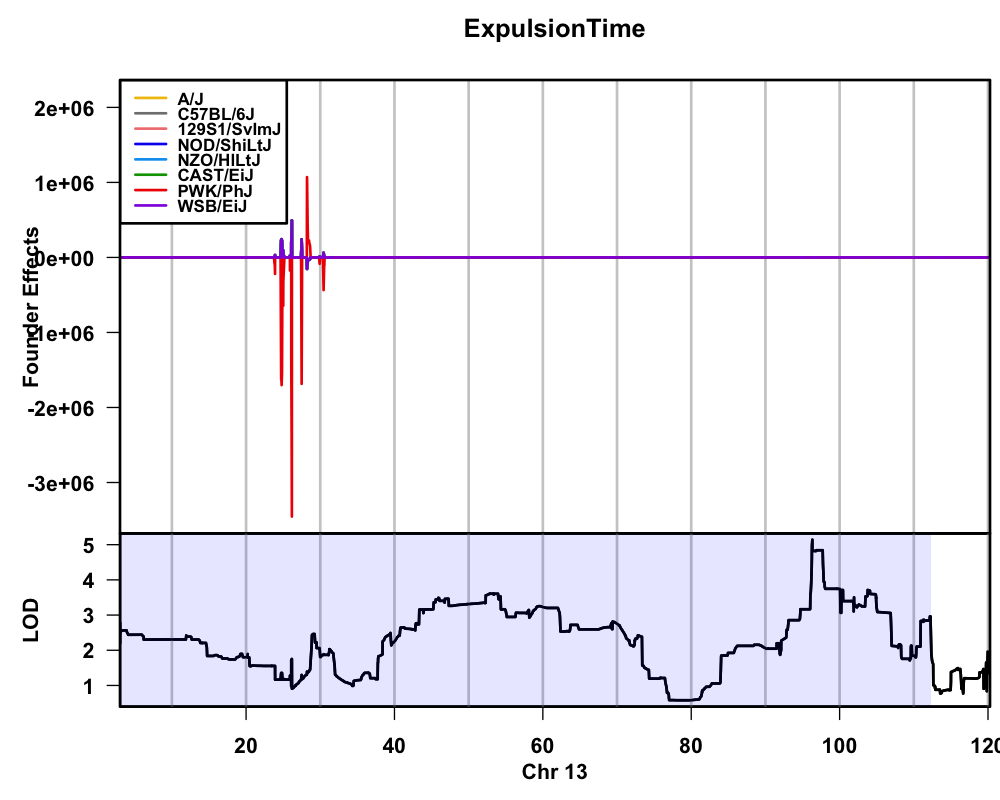 ExpulsionTime
A/J
C57BL/6J
129S1/SvImJ
NOD/ShiLtJ
NZO/HlLtJ
CAST/EiJ
PWK/PhJ
WSB/EiJ
Founder Effects
2e+06
1e+06
0e+00
-1e+06
-2e+06
-3e+06
LOD
5
4
3
2
1
20 40 60 80 100 120
Chr 13